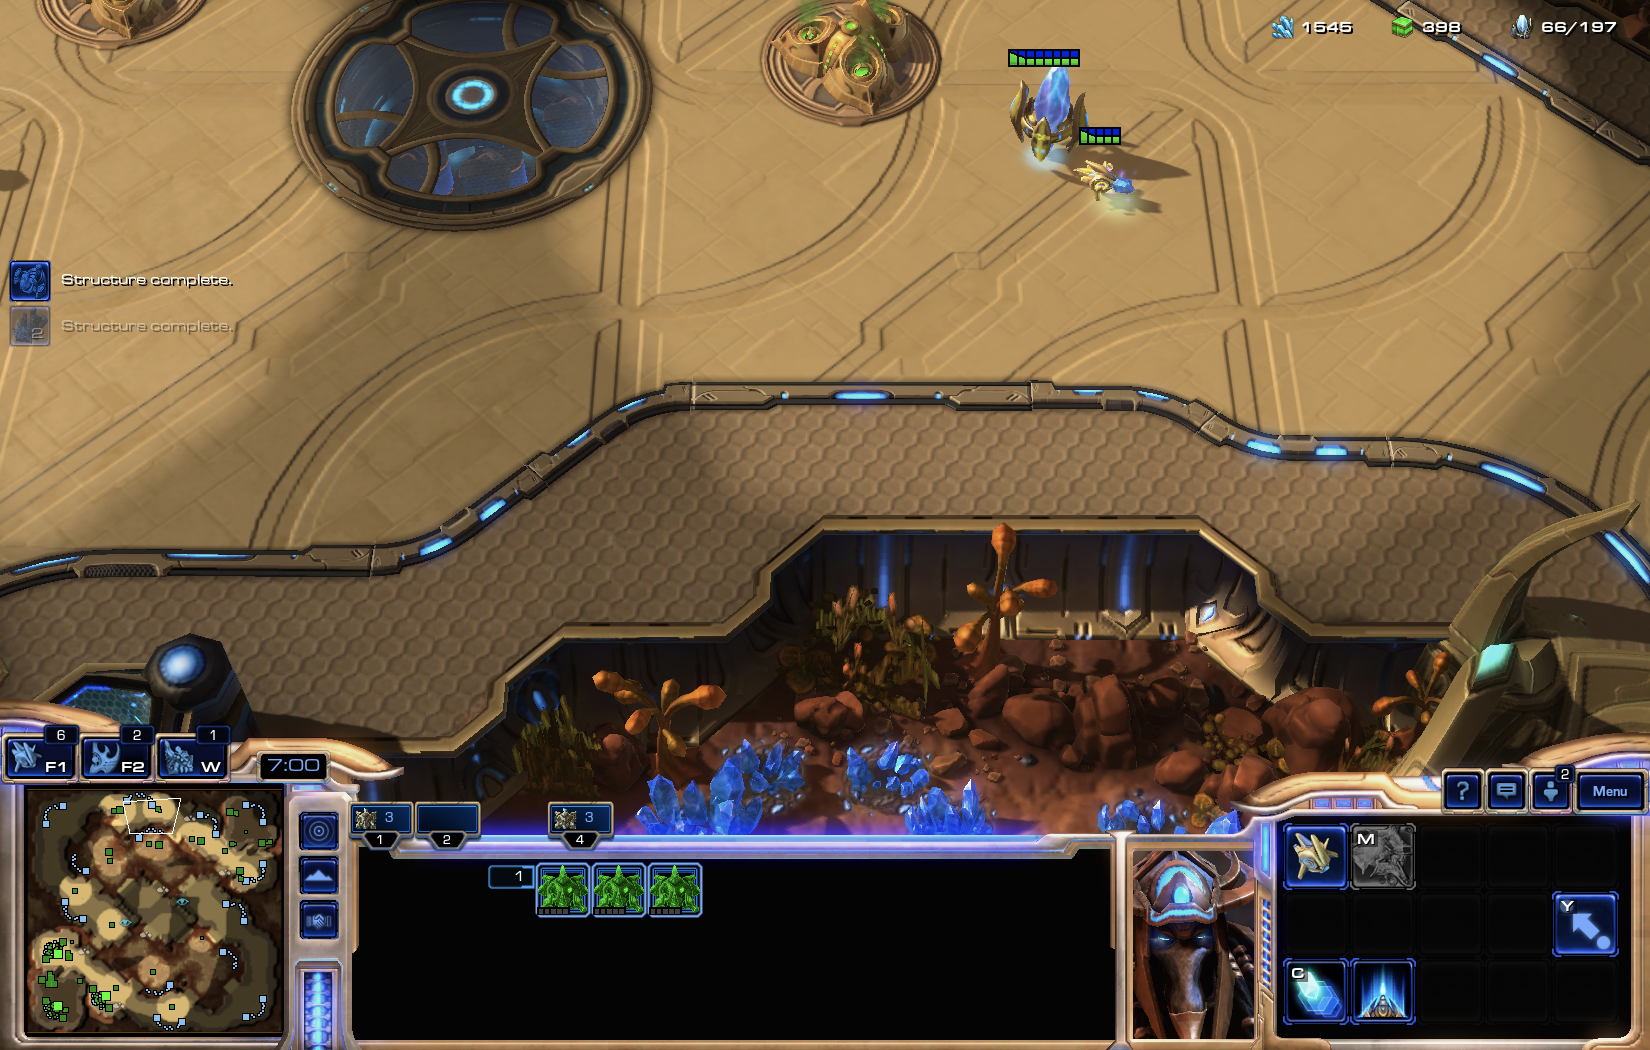 1545 398 66/197
Structure complete.
2 Structure complete.
6 2 1
F1 F2 W
7:00
3 3
1 2 4
1
? 2 Menu
M
Y
C